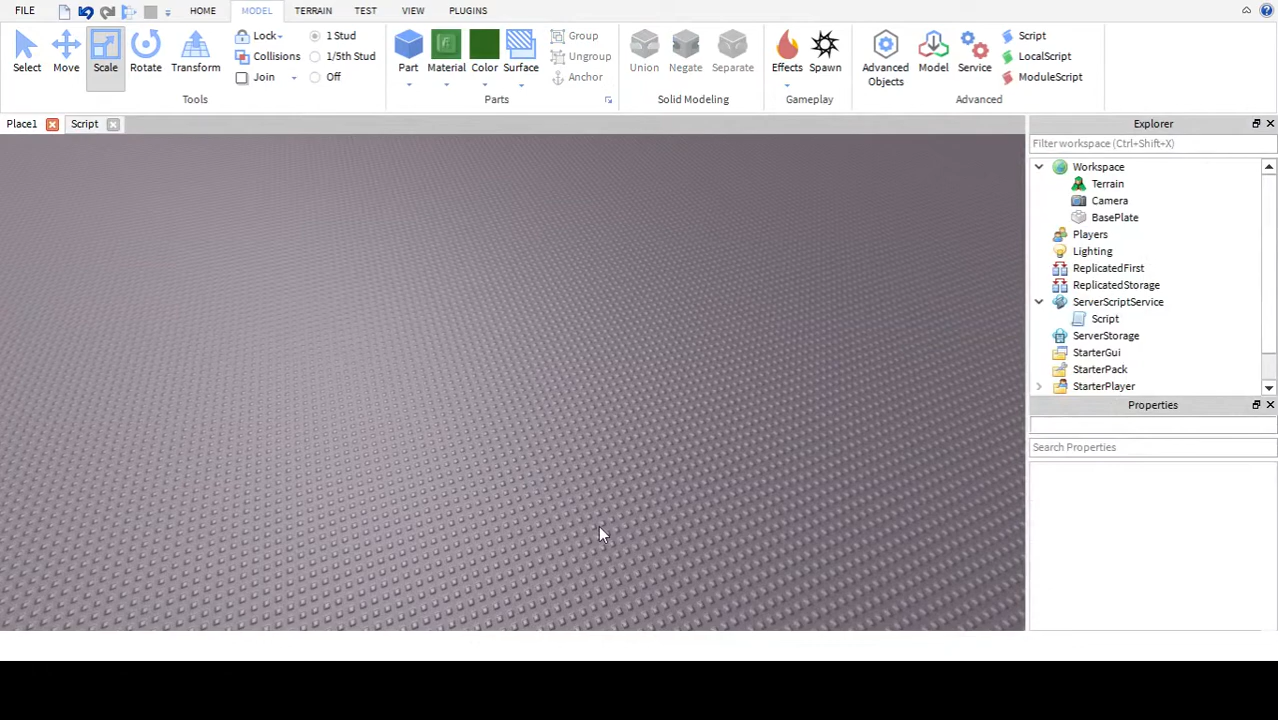 FILE HOME MODEL TERRAIN TEST VIEW PLUGINS
Select Move Scale Rotate Transform
Lock
Collisions
Join
1 Stud
1/5th Stud
Off
Tools
Part Material Color Surface
Group
Ungroup
Anchor
Parts
Union Negate Separate
Solid Modeling
Effects Spawn
Gameplay
Advanced
Objects
Model Service
Script
LocalScript
ModuleScript
Advanced
Place1 Script
Explorer
Filter workspace (Ctrl+Shift+X)
Workspace
Terrain
Camera
BasePlate
Players
Lighting
ReplicatedFirst
ReplicatedStorage
ServerScriptService
Script
ServerStorage
StarterGui
StarterPack
StarterPlayer
Properties
Search Properties